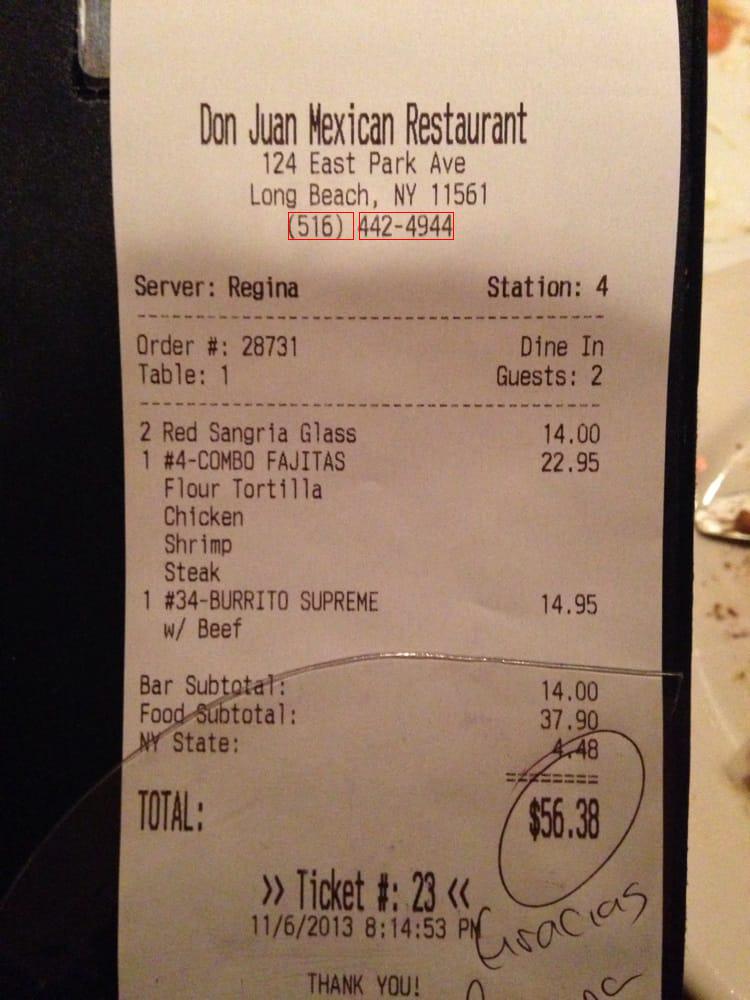 Don Juan Mexican Restaurant
124 East Park Ave
Long Beach, NY 11561
(516) 442-4944
Server: Regina Station: 4
Order #: 28731 Dine In
Table: 1 Guests: 2
2 Red Sangria Glass 14.00
1 #4-COMBO FAJITAS 22.95
Flour Tortilla
Chicken
Shrimp
Steak
1 #34-BURRITO SUPREME 14.95
w/ Beef
Bar Subtotal: 14.00
Food Subtotal: 37.90
NY State: 4.48
TOTAL: $56.38
>> Ticket #: 23 <<
11/6/2013 8:14:53 PM
Gracias
THANK YOU!